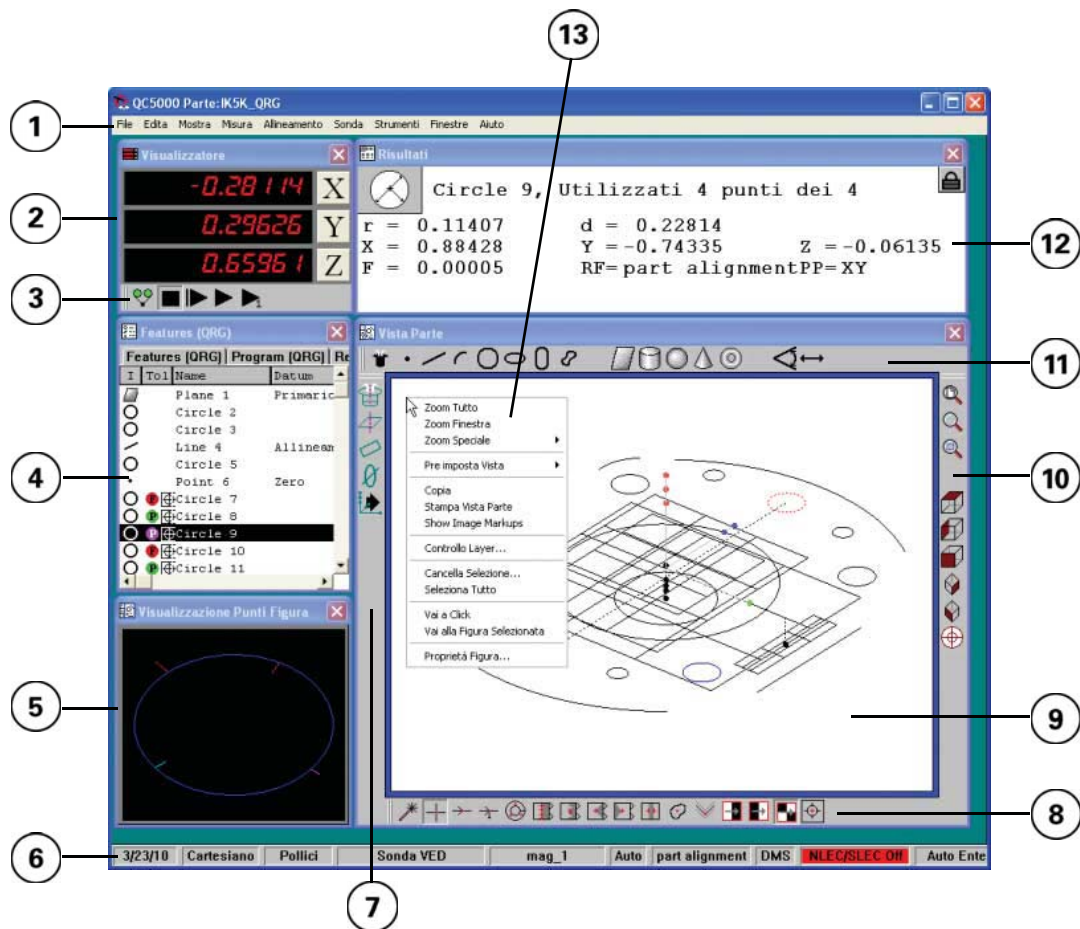 13
QC5000 Parte:IK5K_QRG
1
File Edita Mostra Misura Allineamento Sonda Strumenti Finestre Aiuto
Visualizzatore
Risultati
2
-0.28114 X
0.29626 Y
0.65961 Z
Circle 9, Utilizzati 4 punti dei 4
r = 0.11407 d = 0.22814
X = 0.88428 Y =-0.74335 Z =-0.06135
F = 0.00005 RF=part alignmentPP=XY
12
3
1
Features (QRG)
Vista Parte
Features (QRG) Program (QRG) Re
11
I Tol Name Datum
Plane 1 Primario
Circle 2
Circle 3
Line 4 Allinean
Circle 5
Point 6 Zero
P Circle 7
P Circle 8
P Circle 9
P Circle 10
P Circle 11
4
Zoom Tutto
Zoom Finestra
Zoom Speciale
Pre imposta Vista
Copia
Stampa Vista Parte
Show Image Markups
Controllo Layer...
Cancella Selezione...
Seleziona Tutto
Vai a Click
Vai alla Figura Selezionata
Proprietá Figura...
10
Visualizzazione Punti Figura
5
9
8
6
3/23/10 Cartesiano Pollici Sonda VED mag_1 Auto part alignment DMS NLEC/SLEC Off Auto Ente
7